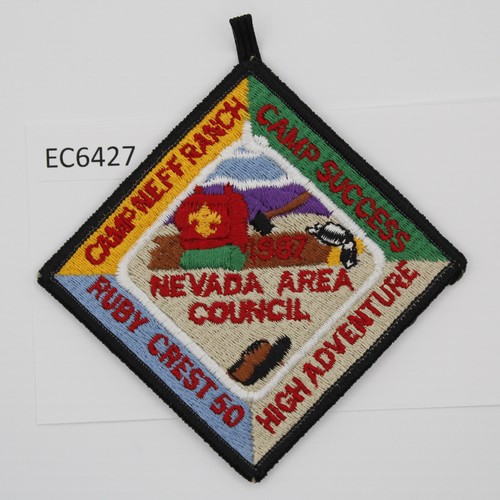 EC6427
CAMP NEFF RANCH
CAMP SUCCESS
1987
NEVADA AREA
COUNCIL
RUBY CREST 50
HIGH ADVENTURE